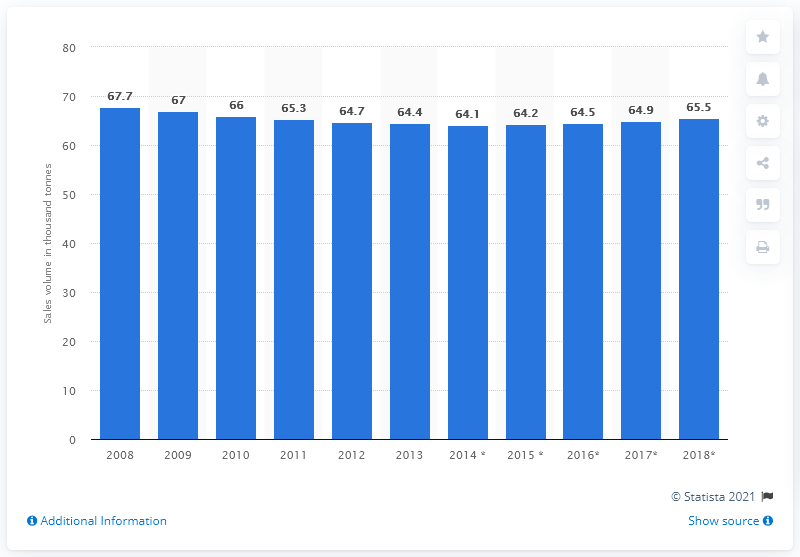 80
70
60
50
40
30
20
10
0
Sales volume in thousand tonnes
67.7 67 66 65.3 64.7 64.4 64.1 64.2 64.5 64.9 65.5
2008 2009 2010 2011 2012 2013 2014 * 2015 * 2016* 2017* 2018*
© Statista 2021
Additional Information Show source